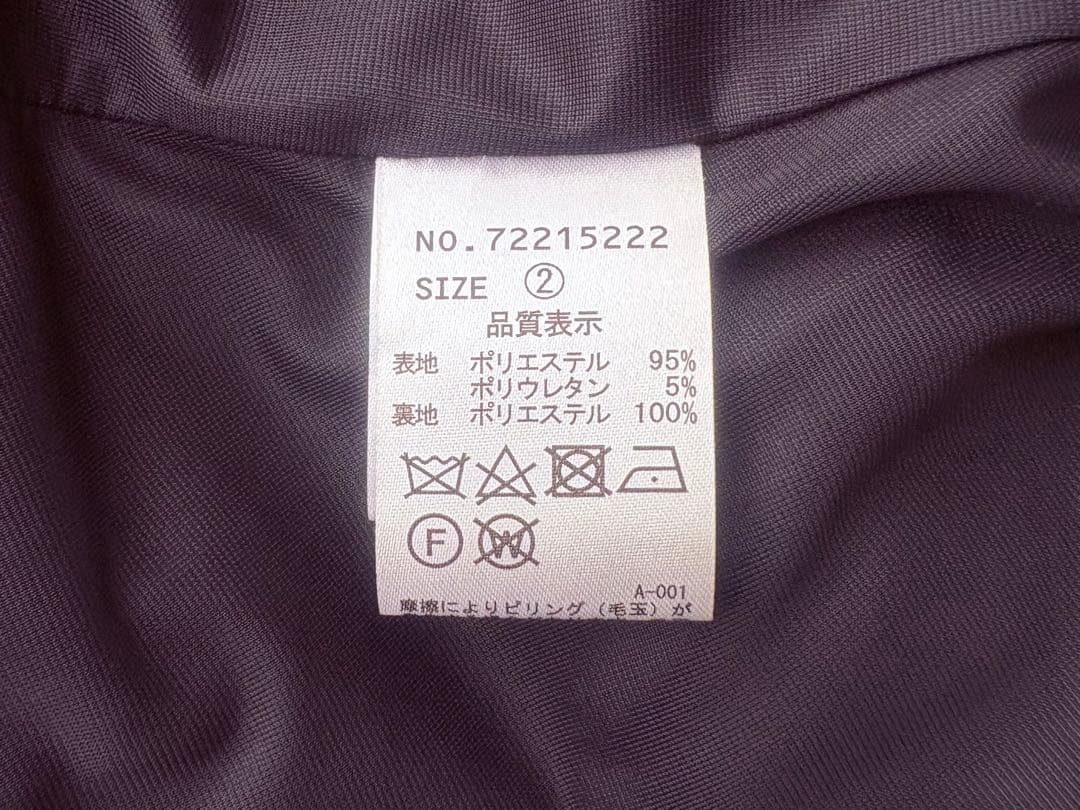 NO.72215222
SIZE ②
品質表示
表地 ポリエステル 95%
ポリウレタン 5%
裏地 ポリエステル 100%
F W
A-001
摩擦によりピリング(毛玉)が